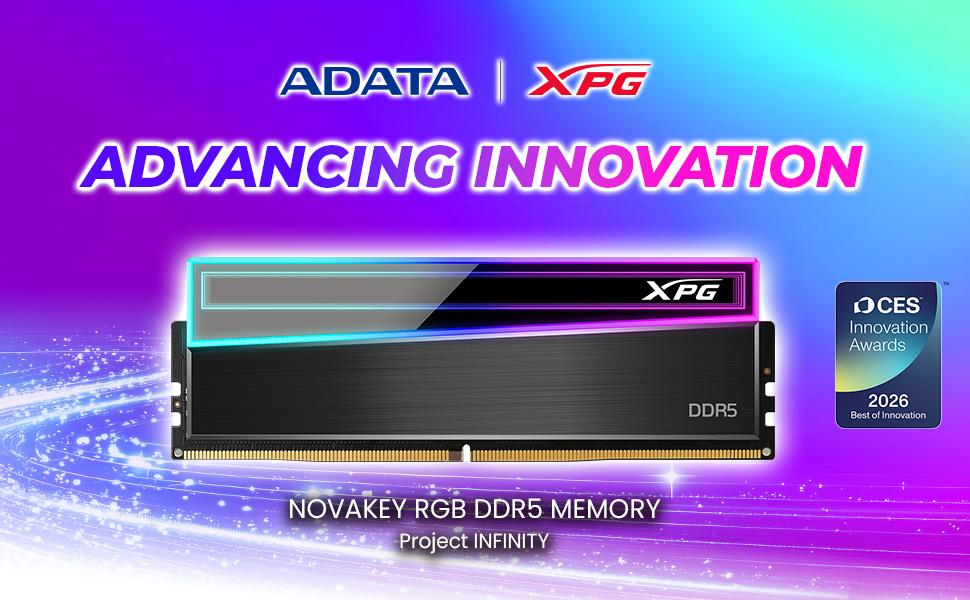 ADATA | XPG
ADVANCING INNOVATION
XPG
DDR5
CES
Innovation
Awards
2026
Best of Innovation
™
NOVAKEY RGB DDR5 MEMORY
Project INFINITY